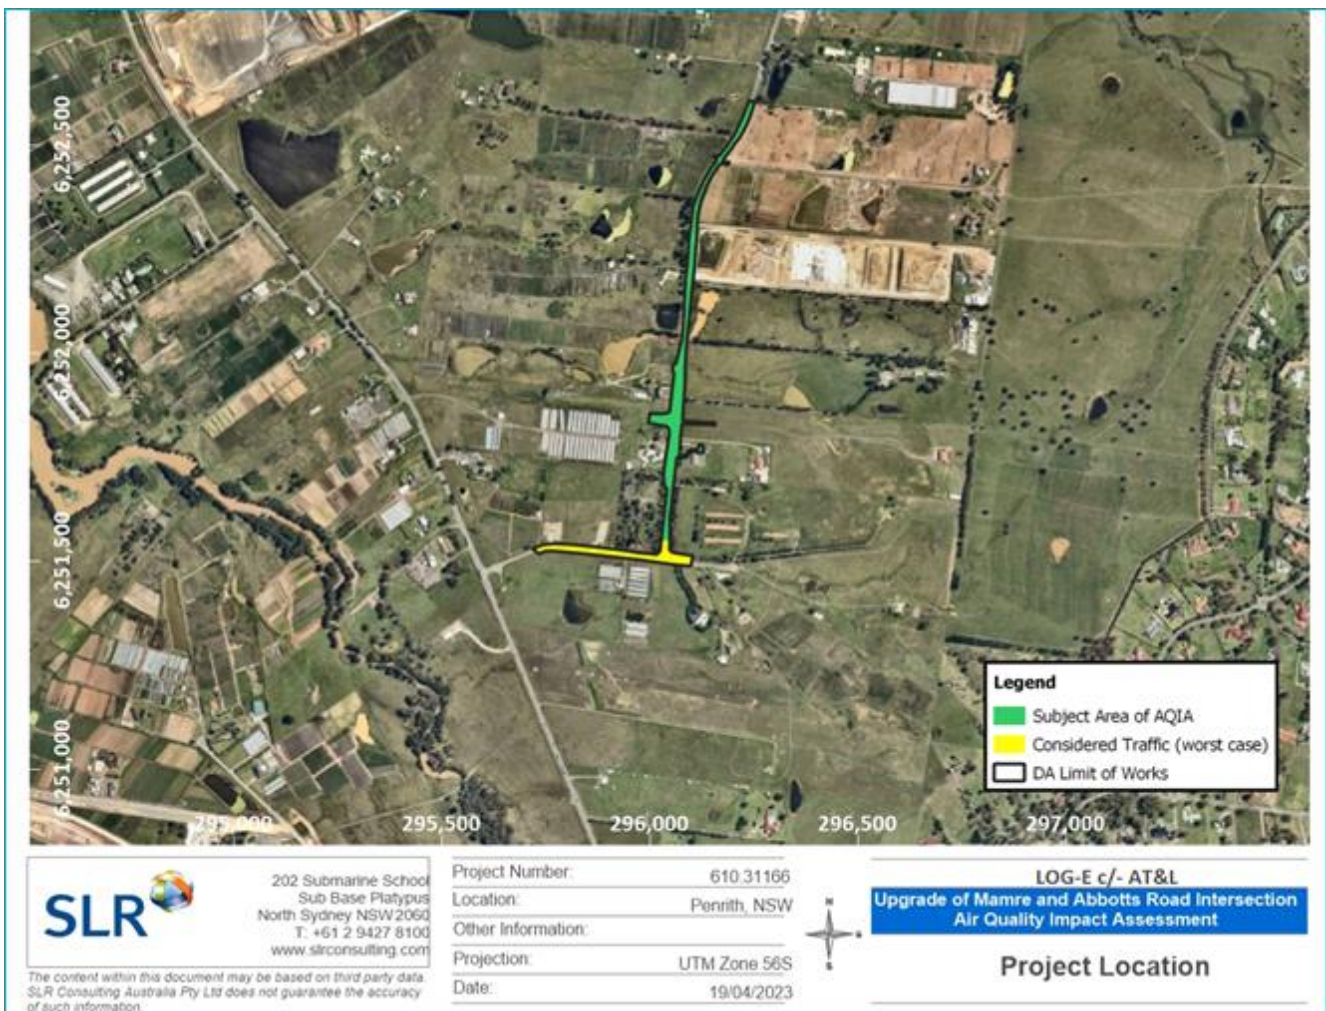 6,252,500
6,252,000
6,251,500
6,251,000
295,000
295,500
296,000
296,500
297,000
Legend
Subject Area of AQIA
Considered Traffic (worst case)
DA Limit of Works
SLR
202 Submarine School
Sub Base Platypus
North Sydney NSW 2060
T: +61 2 9427 8100
www.slrconsulting.com
The content within this document may be based on third party data.
SLR Consulting Australia Pty Ltd does not guarantee the accuracy
of such information.
Project Number: 610.31166
Location: Penrith, NSW
Other Information:
Projection: UTM Zone 56S
Date: 19/04/2023
N
S
LOG-E c/- AT&L
Upgrade of Mamre and Abbotts Road Intersection
Air Quality Impact Assessment
Project Location